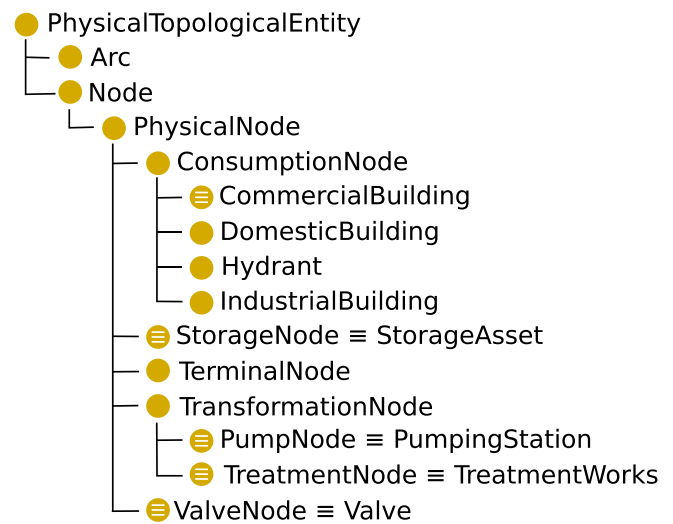 PhysicalTopologicalEntity
Arc
Node
PhysicalNode
ConsumptionNode
CommercialBuilding
DomesticBuilding
Hydrant
IndustrialBuilding
StorageNode ≡ StorageAsset
TerminalNode
TransformationNode
PumpNode ≡ PumpingStation
TreatmentNode ≡ TreatmentWorks
ValveNode ≡ Valve